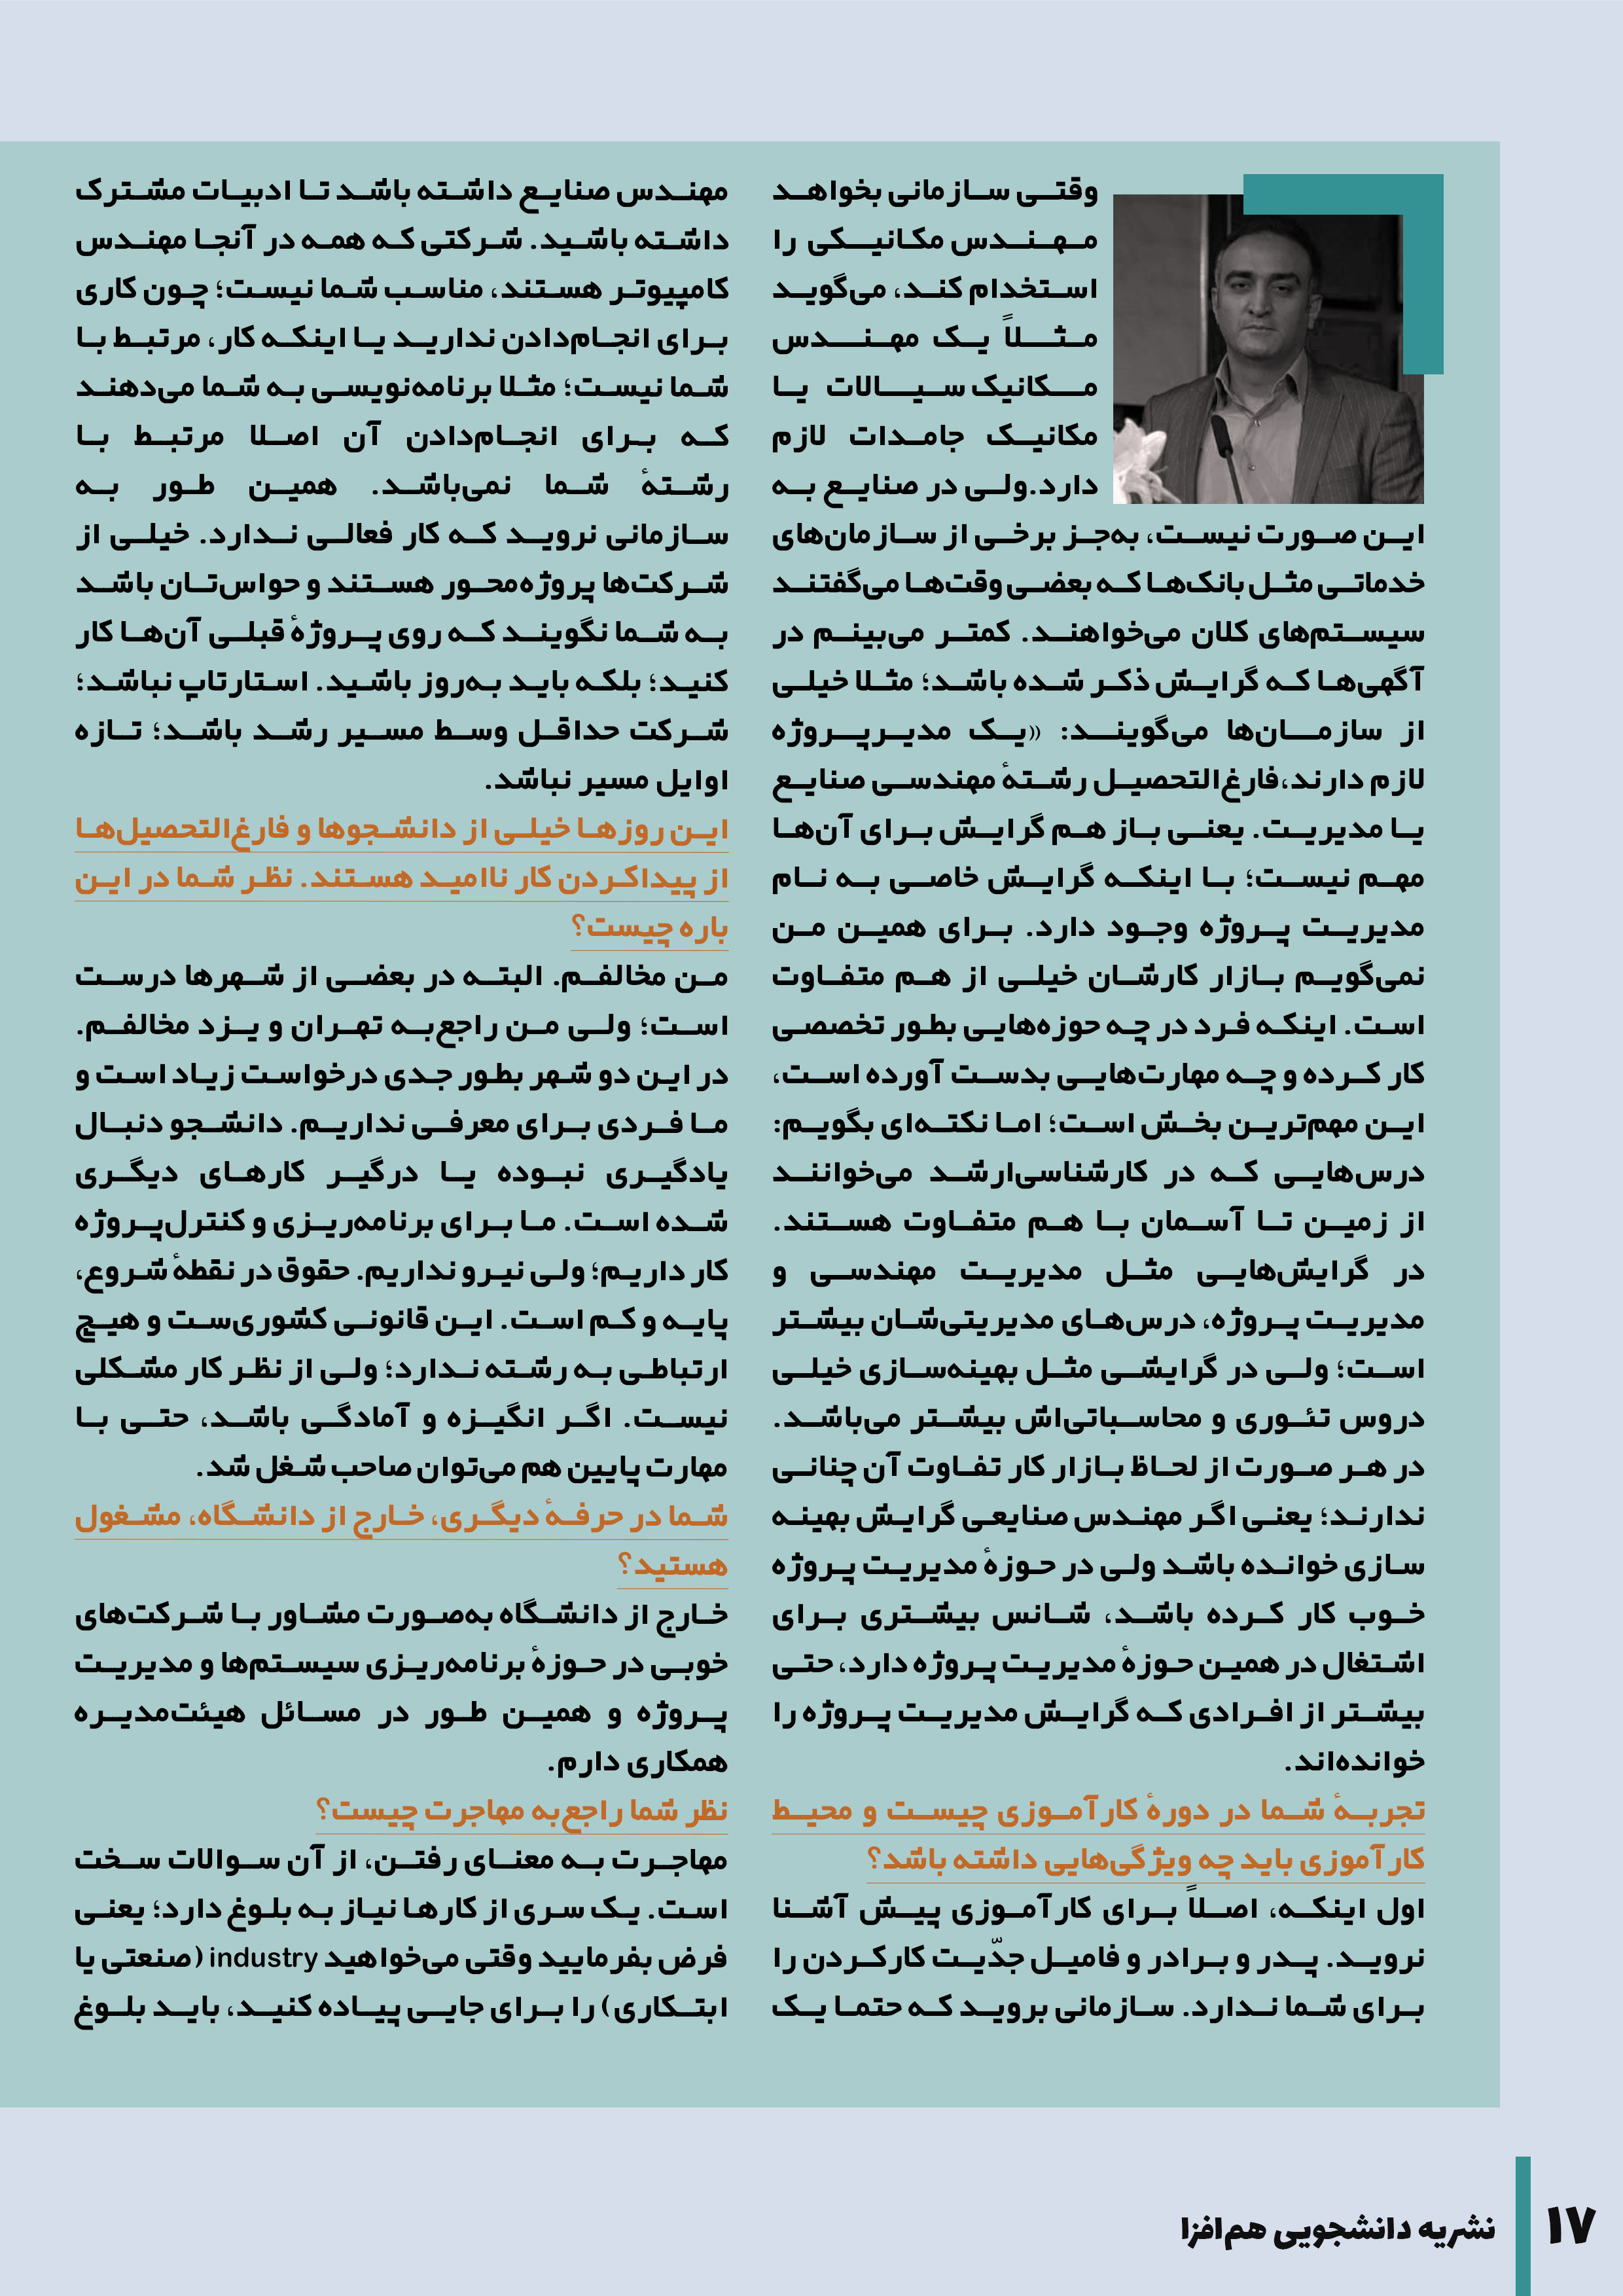 وقتی سازمانی بخواهد
مهندس مکانیکی را
استخدام کند، می‌گوید
مثلاً یک مهندس
مکانیک سیالات یا
مکانیک جامدات لازم
دارد.ولی در صنایع به
این صورت نیست، به‌جز برخی از سازمان‌های
خدماتی مثل بانک‌ها که بعضی وقت‌ها می‌گفتند
سیستم‌های کلان می‌خواهند. کمتر می‌بینم در
آگهی‌ها که گرایش ذکر شده باشد؛ مثلا خیلی
از سازمان‌ها می‌گویند: «یک مدیرپروژه
لازم دارند،فارغ‌التحصیل رشتهٔ مهندسی صنایع
یا مدیریت. یعنی باز هم گرایش برای آن‌ها
مهم نیست؛ با اینکه گرایش خاصی به نام
مدیریت پروژه وجود دارد. برای همین من
نمی‌گویم بازار کارشان خیلی از هم متفاوت
است. اینکه فرد در چه حوزه‌هایی بطور تخصصی
کار کرده و چه مهارت‌هایی بدست آورده است،
این مهم‌ترین بخش است؛ اما نکته‌ای بگویم:
درس‌هایی که در کارشناسی‌ارشد می‌خوانند
از زمین تا آسمان با هم متفاوت هستند.
در گرایش‌هایی مثل مدیریت مهندسی و
مدیریت پروژه، درس‌های مدیریتی‌شان بیشتر
است؛ ولی در گرایشی مثل بهینه‌سازی خیلی
دروس تئوری و محاسباتی‌اش بیشتر می‌باشد.
در هر صورت از لحاظ بازار کار تفاوت آن چنانی
ندارند؛ یعنی اگر مهندس صنایعی گرایش بهینه
سازی خوانده باشد ولی در حوزهٔ مدیریت پروژه
خوب کار کرده باشد، شانس بیشتری برای
اشتغال در همین حوزهٔ مدیریت پروژه دارد، حتی
بیشتر از افرادی که گرایش مدیریت پروژه را
خوانده‌اند.
تجربهٔ شما در دورهٔ کارآموزی چیست و محیط
کارآموزی باید چه ویژگی‌هایی داشته باشد؟
اول اینکه، اصلاً برای کارآموزی پیش آشنا
نروید. پدر و برادر و فامیل جدّیت کارکردن را
برای شما ندارد. سازمانی بروید که حتما یک
مهندس صنایع داشته باشد تا ادبیات مشترک
داشته باشید. شرکتی که همه در آنجا مهندس
کامپیوتر هستند، مناسب شما نیست؛ چون کاری
برای انجام‌دادن ندارید یا اینکه کار، مرتبط با
شما نیست؛ مثلا برنامه‌نویسی به شما می‌دهند
که برای انجام‌دادن آن اصلا مرتبط با
رشتهٔ شما نمی‌باشد. همین طور به
سازمانی نروید که کار فعالی ندارد. خیلی از
شرکت‌ها پروژه‌محور هستند و حواس‌تان باشد
به شما نگویند که روی پروژهٔ قبلی آن‌ها کار
کنید؛ بلکه باید به‌روز باشید. استارتاپ نباشد؛
شرکت حداقل وسط مسیر رشد باشد؛ تازه
اوایل مسیر نباشد.
این روزها خیلی از دانشجوها و فارغ‌التحصیل‌ها
از پیداکردن کار ناامید هستند. نظر شما در این
باره چیست؟
من مخالفم. البته در بعضی از شهرها درست
است؛ ولی من راجع‌به تهران و یزد مخالفم.
در این دو شهر بطور جدی درخواست زیاد است و
ما فردی برای معرفی نداریم. دانشجو دنبال
یادگیری نبوده یا درگیر کارهای دیگری
شده است. ما برای برنامه‌ریزی و کنترل‌پروژه
کار داریم؛ ولی نیرو نداریم. حقوق در نقطهٔ شروع،
پایه و کم است. این قانونی کشوری‌ست و هیچ
ارتباطی به رشته ندارد؛ ولی از نظر کار مشکلی
نیست. اگر انگیزه و آمادگی باشد، حتی با
مهارت پایین هم می‌توان صاحب شغل شد.
شما در حرفهٔ دیگری، خارج از دانشگاه، مشغول
هستید؟
خارج از دانشگاه به‌صورت مشاور با شرکت‌های
خوبی در حوزهٔ برنامه‌ریزی سیستم‌ها و مدیریت
پروژه و همین طور در مسائل هیئت‌مدیره
همکاری دارم.
نظر شما راجع‌به مهاجرت چیست؟
مهاجرت به معنای رفتن، از آن سوالات سخت
است. یک سری از کارها نیاز به بلوغ دارد؛ یعنی
فرض بفرمایید وقتی می‌خواهید industry (صنعتی یا
ابتکاری) را برای جایی پیاده کنید، باید بلوغ
نشریه دانشجویی هم‌افزا
۱۷